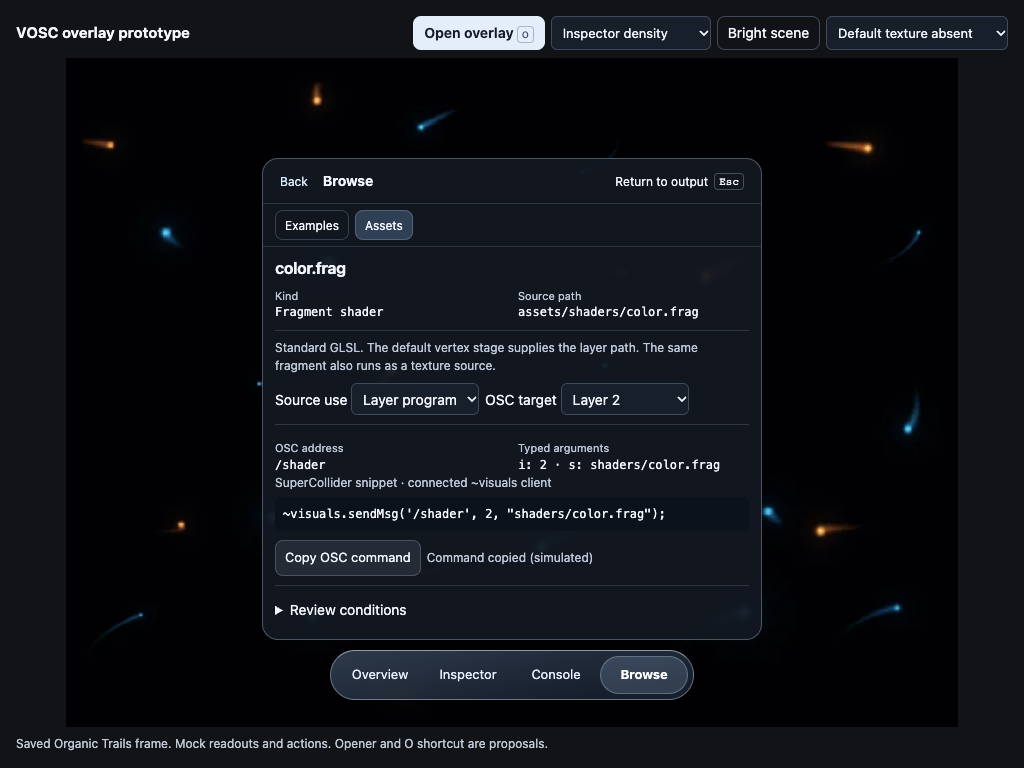 VOSC overlay prototype
Open overlay o
Inspector density
Bright scene
Default texture absent
Back Browse
Return to output Esc
Examples Assets
color.frag
Kind
Fragment shader
Source path
assets/shaders/color.frag
Standard GLSL. The default vertex stage supplies the layer path. The same
fragment also runs as a texture source.
Source use Layer program OSC target Layer 2
OSC address
/shader
Typed arguments
i: 2 · s: shaders/color.frag
SuperCollider snippet · connected ~visuals client
~visuals.sendMsg('/shader', 2, "shaders/color.frag");
Copy OSC command Command copied (simulated)
Review conditions
Overview Inspector Console Browse
Saved Organic Trails frame. Mock readouts and actions. Opener and O shortcut are proposals.